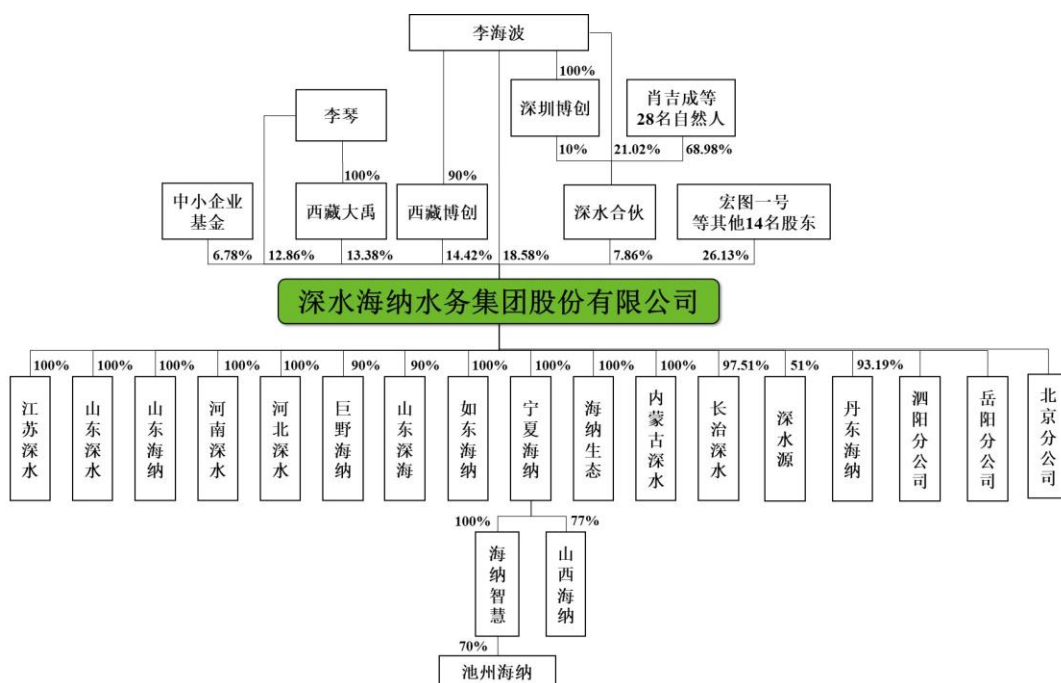 李海波
100%
李琴
深圳博创
肖吉成等
28名自然人
10%
21.02%
68.98%
100%
90%
中小企业
基金
西藏大禹
西藏博创
深水合伙
宏图一号
等其他14名股东
6.78%
12.86%
13.38%
14.42%
18.58%
7.86%
26.13%
深水海纳水务集团股份有限公司
100%
100%
100%
100%
100%
90%
90%
100%
100%
100%
100%
97.51%
51%
93.19%
江苏深水
山东深水
山东海纳
河南深水
河北深水
巨野海纳
山东深海
如东海纳
宁夏海纳
海纳生态
内蒙古深水
长治深水
深水源
丹东海纳
泗阳分公司
岳阳分公司
北京分公司
100%
77%
海纳智慧
山西海纳
70%
池州海纳